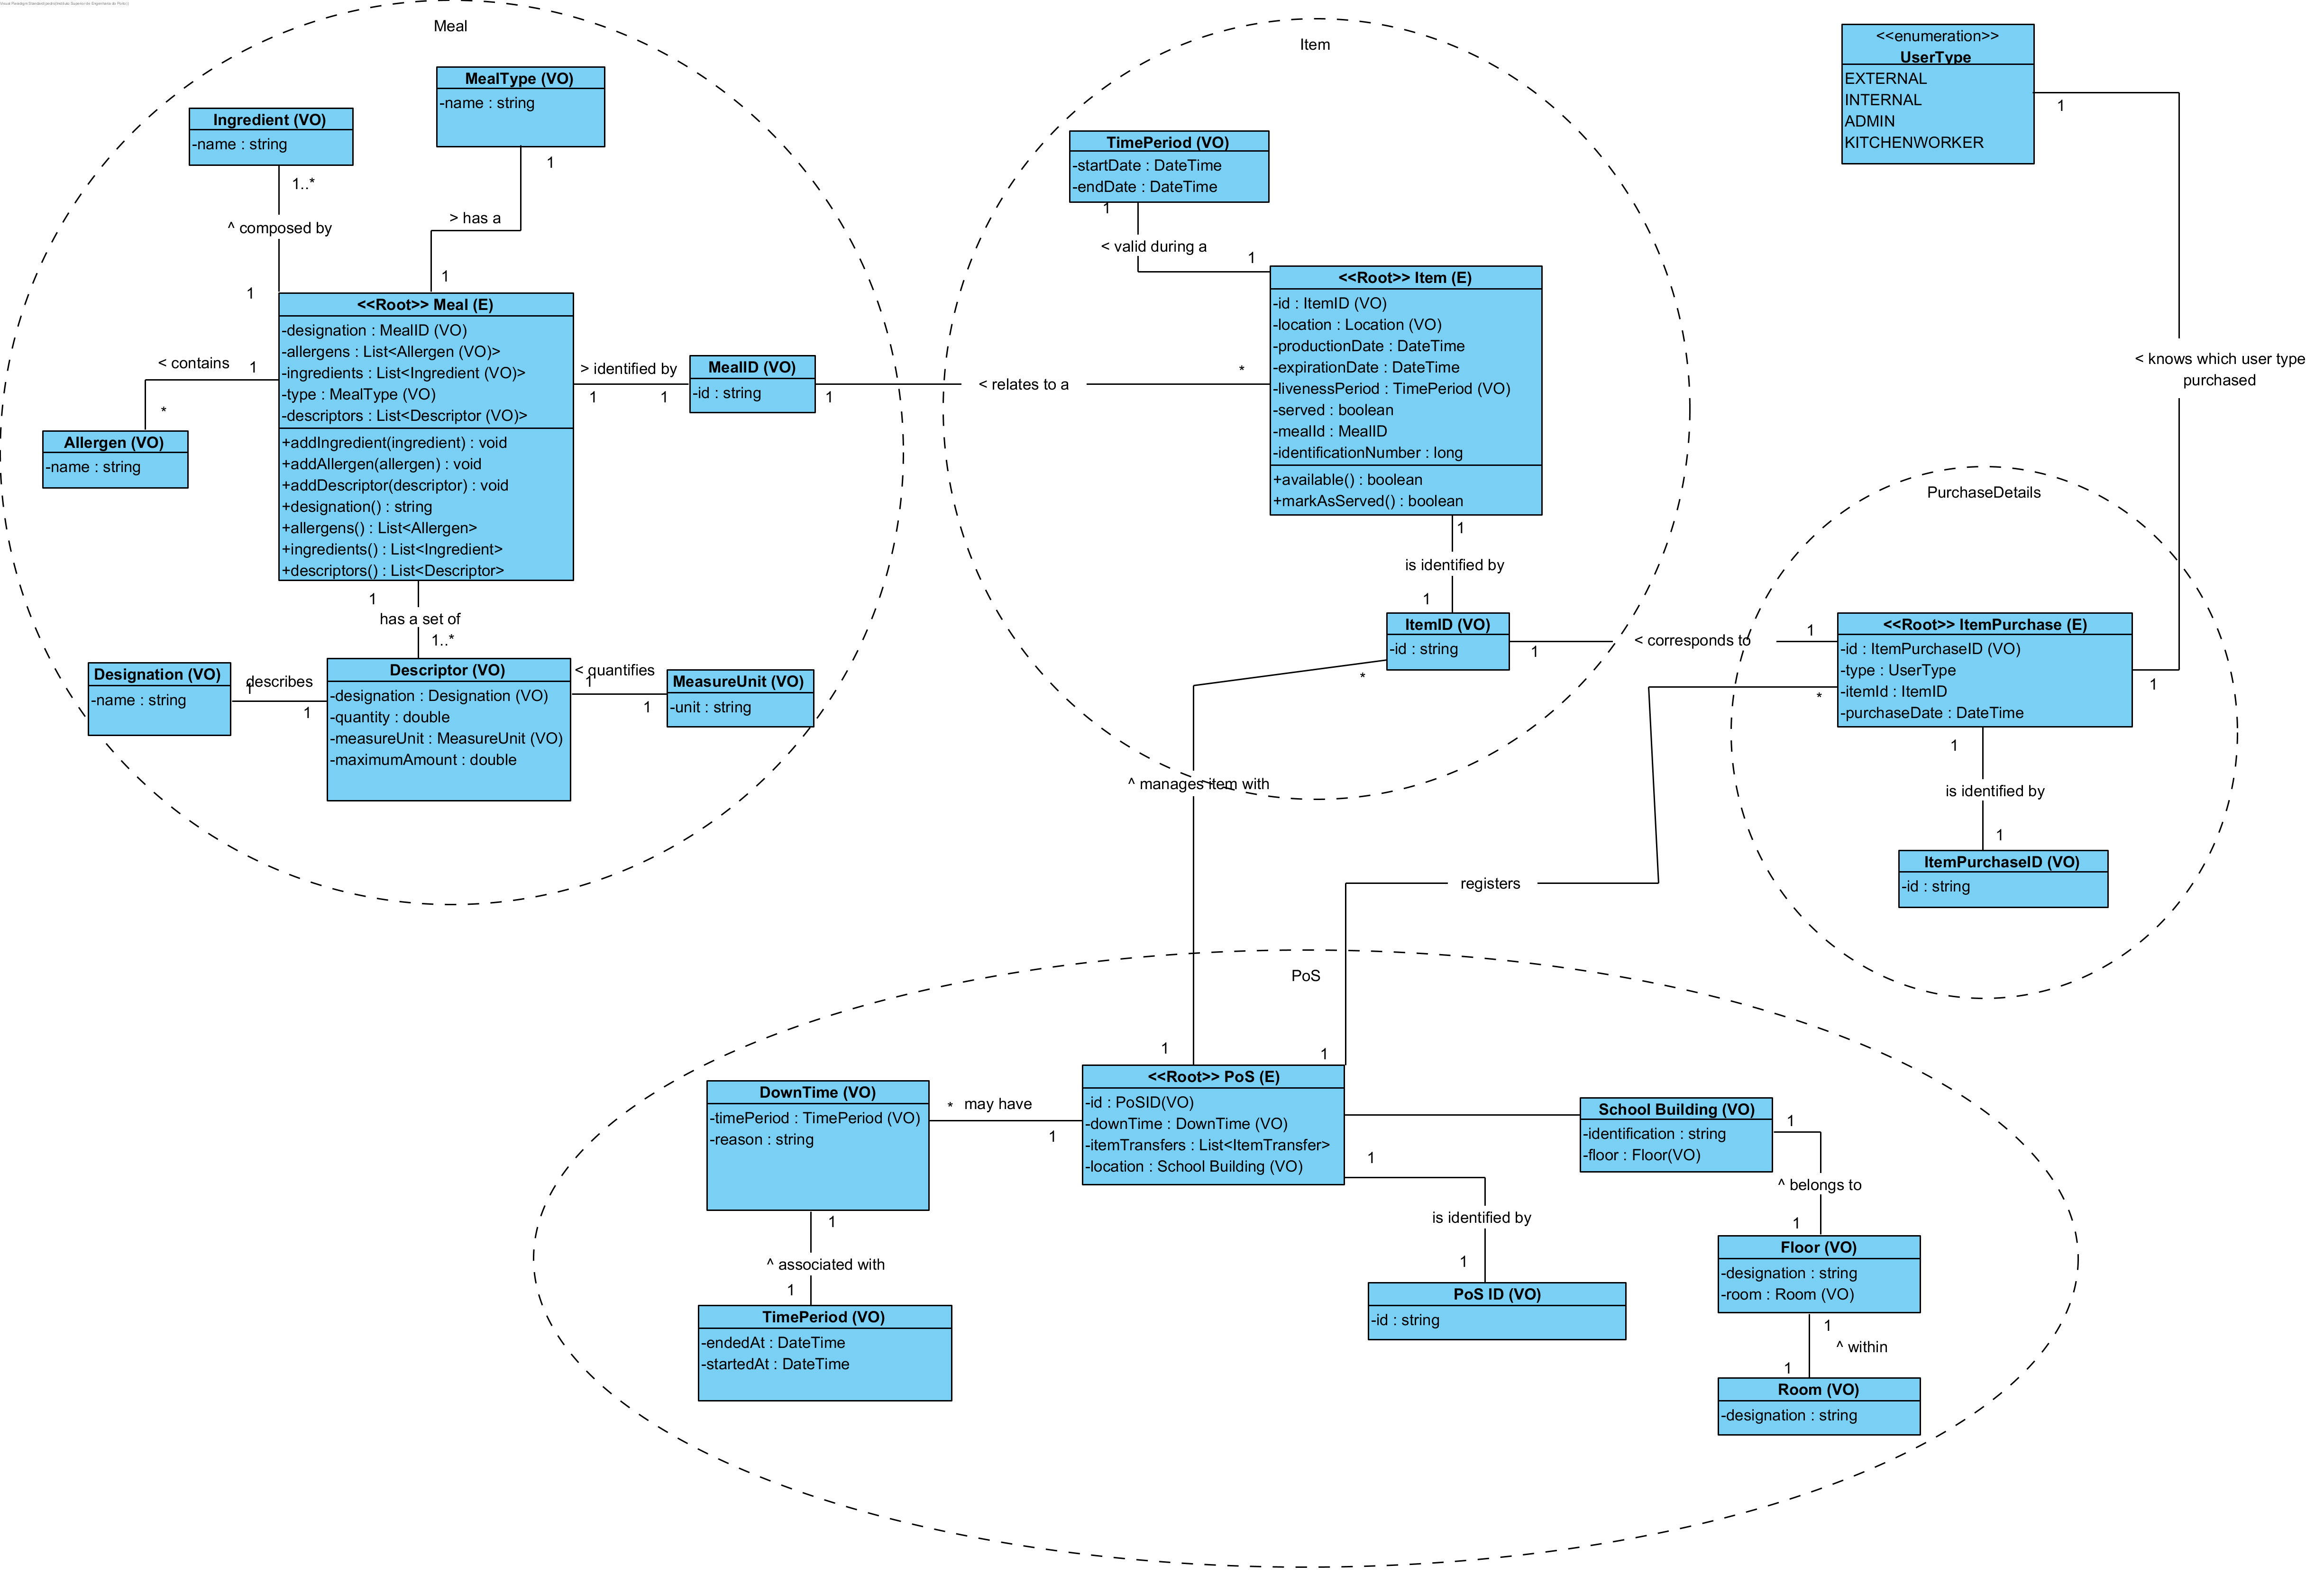 Visual Paradigm Standard(joaosilva(Instituto Superior de Engenharia do Porto))
Meal
MealType (VO)
-name : string
Ingredient (VO)
-name : string
1
1..*
> has a
^ composed by
1
1
<<Root>> Meal (E)
-designation : MealID (VO)
-allergens : List<Allergen (VO)>
-ingredients : List<Ingredient (VO)>
-type : MealType (VO)
-descriptors : List<Descriptor (VO)>
+addIngredient(ingredient) : void
+addAllergen(allergen) : void
+addDescriptor(descriptor) : void
+designation() : string
+allergens() : List<Allergen>
+ingredients() : List<Ingredient>
+descriptors() : List<Descriptor>
< contains
1
*
Allergen (VO)
-name : string
> identified by
1
1
MealID (VO)
-id : string
1
< relates to a
*
1
has a set of
1..*
Designation (VO)
-name : string
describes
1
1
Descriptor (VO)
-designation : Designation (VO)
-quantity : double
-measureUnit : MeasureUnit (VO)
-maximumAmount : double
< quantifies
1
1
MeasureUnit (VO)
-unit : string
Item
TimePeriod (VO)
-startDate : DateTime
-endDate : DateTime
1
< valid during a
1
<<Root>> Item (E)
-id : ItemID (VO)
-location : Location (VO)
-productionDate : DateTime
-expirationDate : DateTime
-livenessPeriod : TimePeriod (VO)
-served : boolean
-mealId : MealID
-identificationNumber : long
+available() : boolean
+markAsServed() : boolean
1
is identified by
1
ItemID (VO)
-id : string
1
< corresponds to
1
*
^ manages item with
1
<<enumeration>>
UserType
EXTERNAL
INTERNAL
ADMIN
KITCHENWORKER
1
< knows which user type
purchased
1
PurchaseDetails
<<Root>> ItemPurchase (E)
-id : ItemPurchaseID (VO)
-type : UserType
-itemId : ItemID
-purchaseDate : DateTime
*
1
is identified by
1
ItemPurchaseID (VO)
-id : string
registers
1
PoS
<<Root>> PoS (E)
-id : PoSID(VO)
-downTime : DownTime (VO)
-itemTransfers : List<ItemTransfer>
-location : School Building (VO)
DownTime (VO)
-timePeriod : TimePeriod (VO)
-reason : string
* may have
1
1
^ associated with
1
TimePeriod (VO)
-endedAt : DateTime
-startedAt : DateTime
1
is identified by
1
PoS ID (VO)
-id : string
School Building (VO)
-identification : string
-floor : Floor(VO)
1
^ belongs to
1
Floor (VO)
-designation : string
-room : Room (VO)
1
^ within
1
Room (VO)
-designation : string